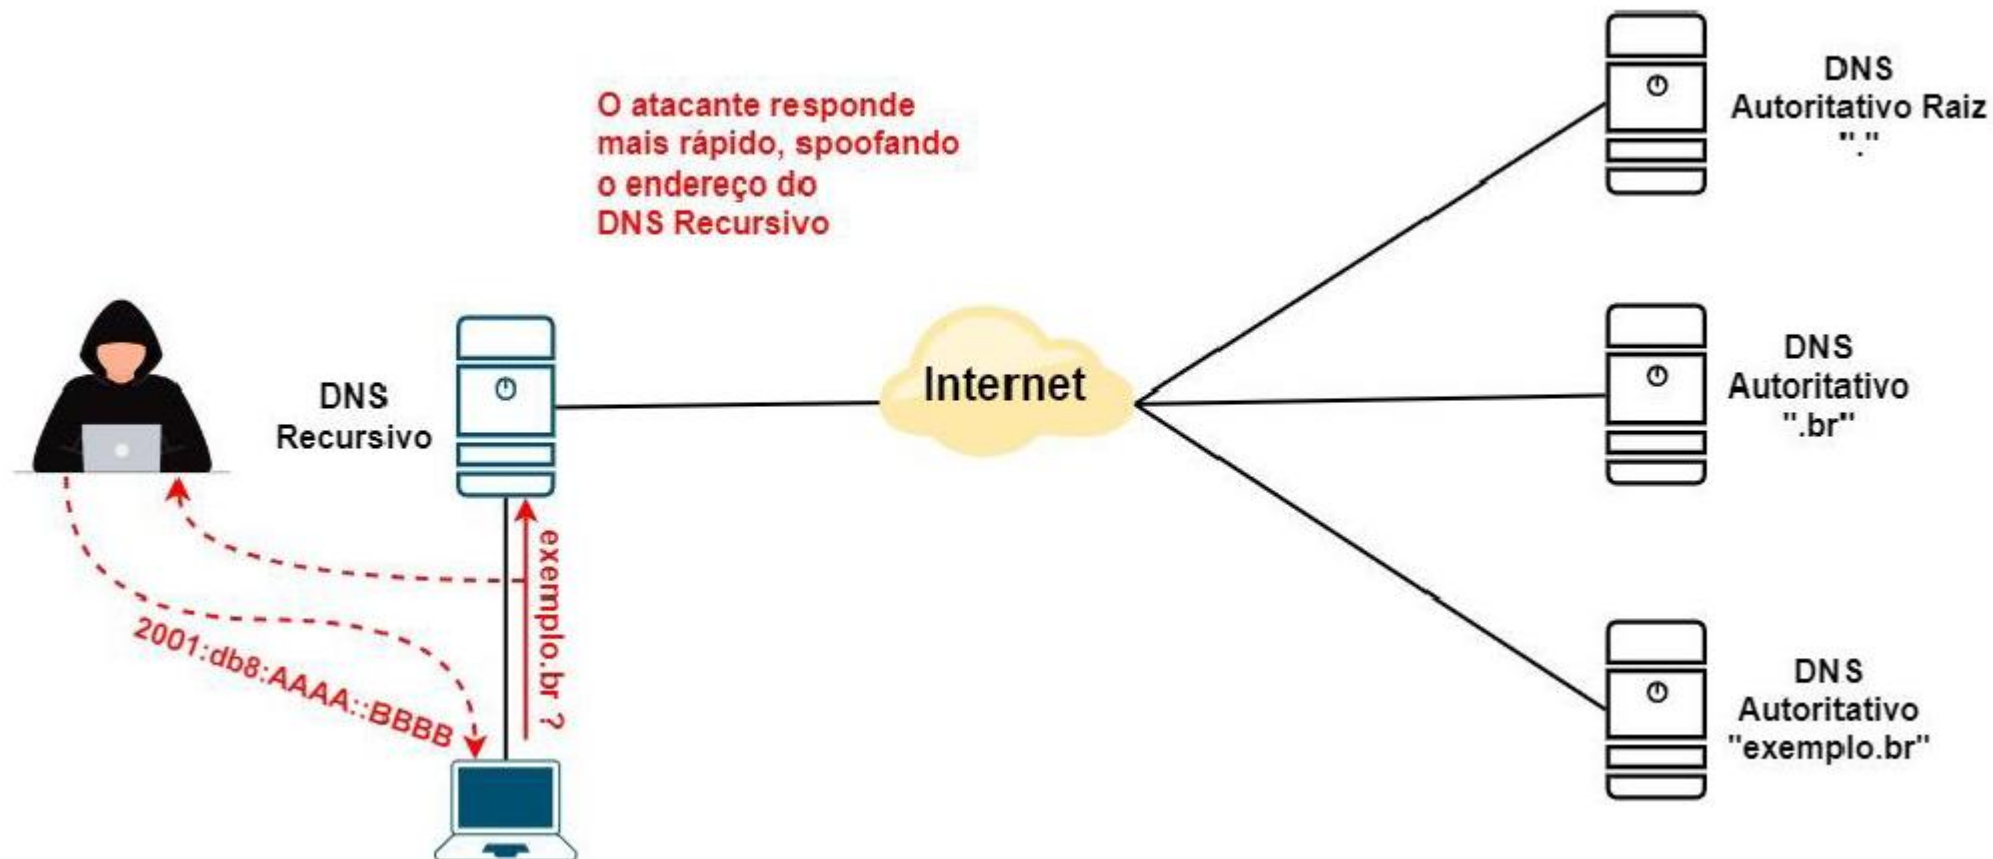 O atacante responde
mais rápido, spoofando
o endereço do
DNS Recursivo
DNS
Autoritativo Raiz
"."
DNS
Recursivo
Internet
DNS
Autoritativo
".br"
exemplo.br ?
2001:db8:AAAA::BBBB
DNS
Autoritativo
"exemplo.br"